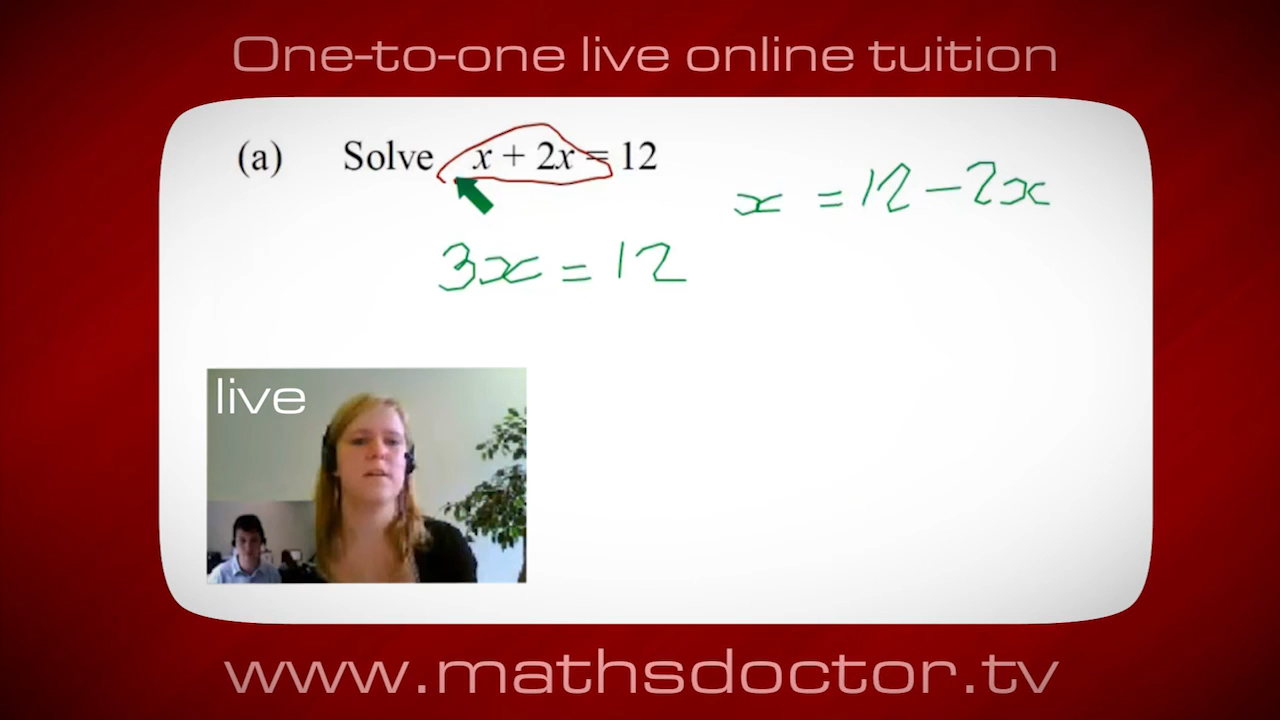 One-to-one live online tuition
(a) Solve x + 2x = 12
x = 12 - 2x
3x = 12
live
www.mathsdoctor.tv